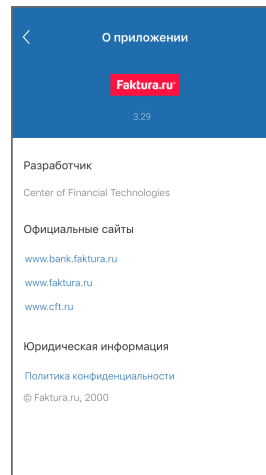 О приложении
Faktura.ru
3.29
Разработчик
Center of Financial Technologies
Официальные сайты
www.bank.faktura.ru
www.faktura.ru
www.cft.ru
Юридическая информация
Политика конфиденциальности
© Faktura.ru, 2000